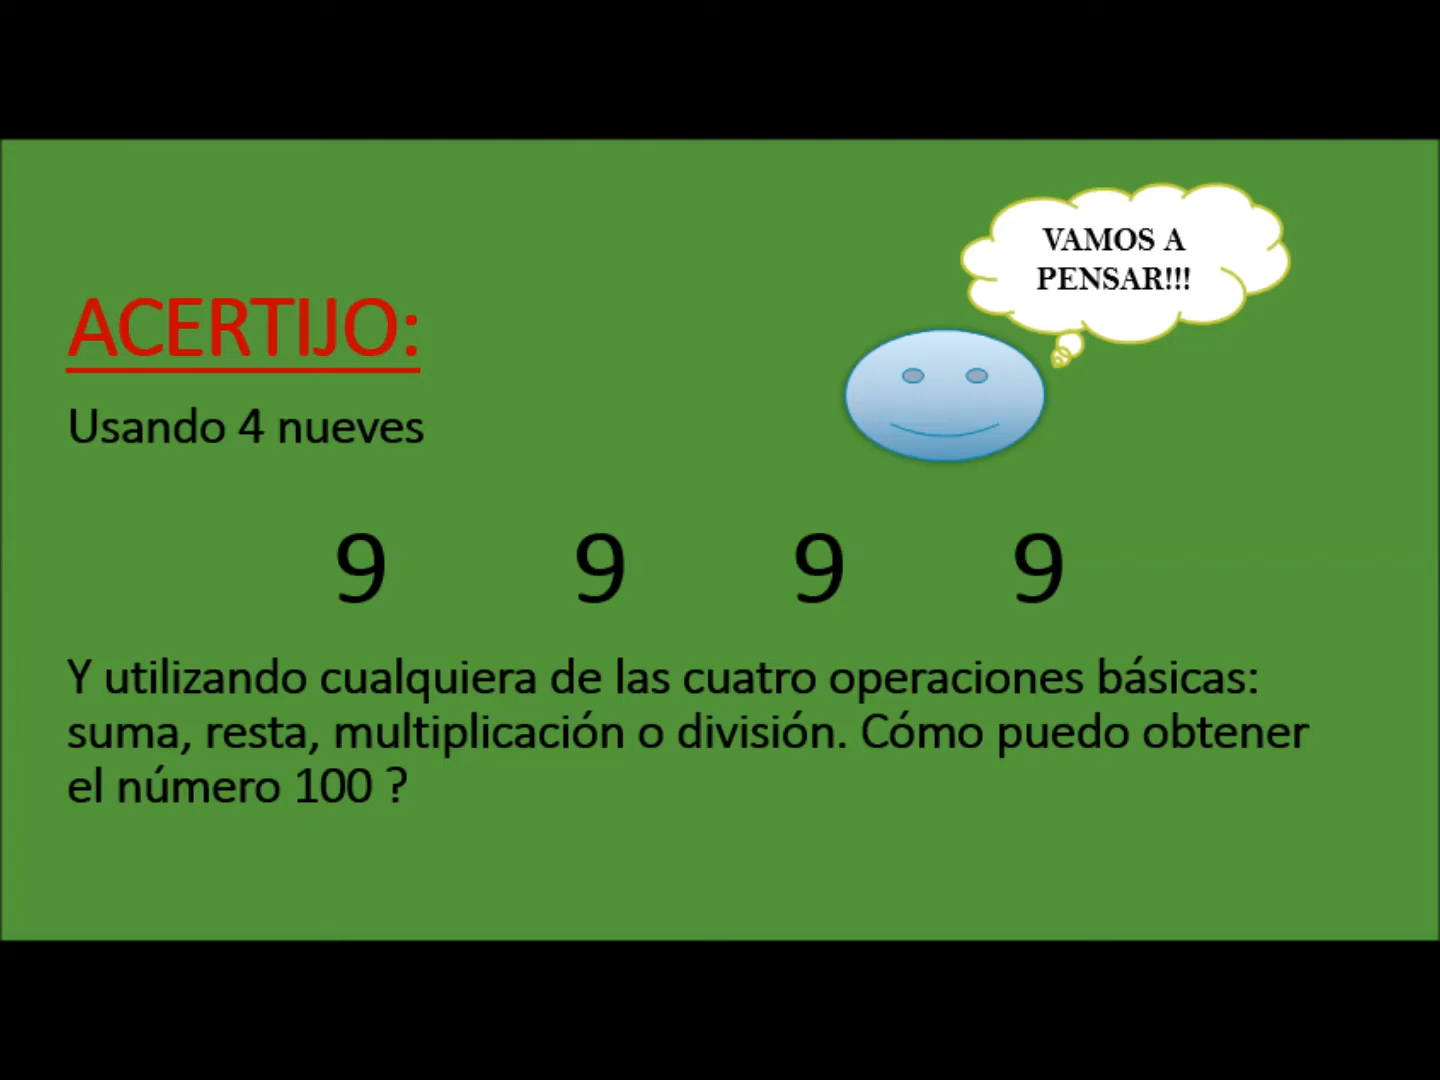 VAMOS A
PENSAR!!!
ACERTIJO:
Usando 4 nueves
9 9 9 9
Y utilizando cualquiera de las cuatro operaciones básicas:
suma, resta, multiplicación o división. Cómo puedo obtener
el número 100 ?